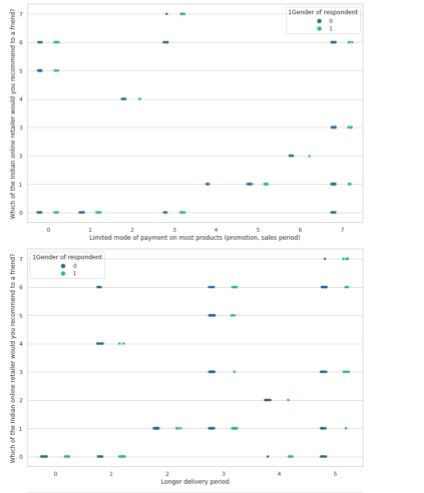 Which of the Indian online retailer would you recommend to a friend?
7
6
5
4
3
2
1
0
1Gender of respondent
0
1
0 1 2 3 4 5 6 7
Limited mode of payment on most products (promotion, sales period)
Which of the Indian online retailer would you recommend to a friend?
7
6
5
4
3
2
1
0
1Gender of respondent
0
1
0 1 2 3 4 5
Longer delivery period